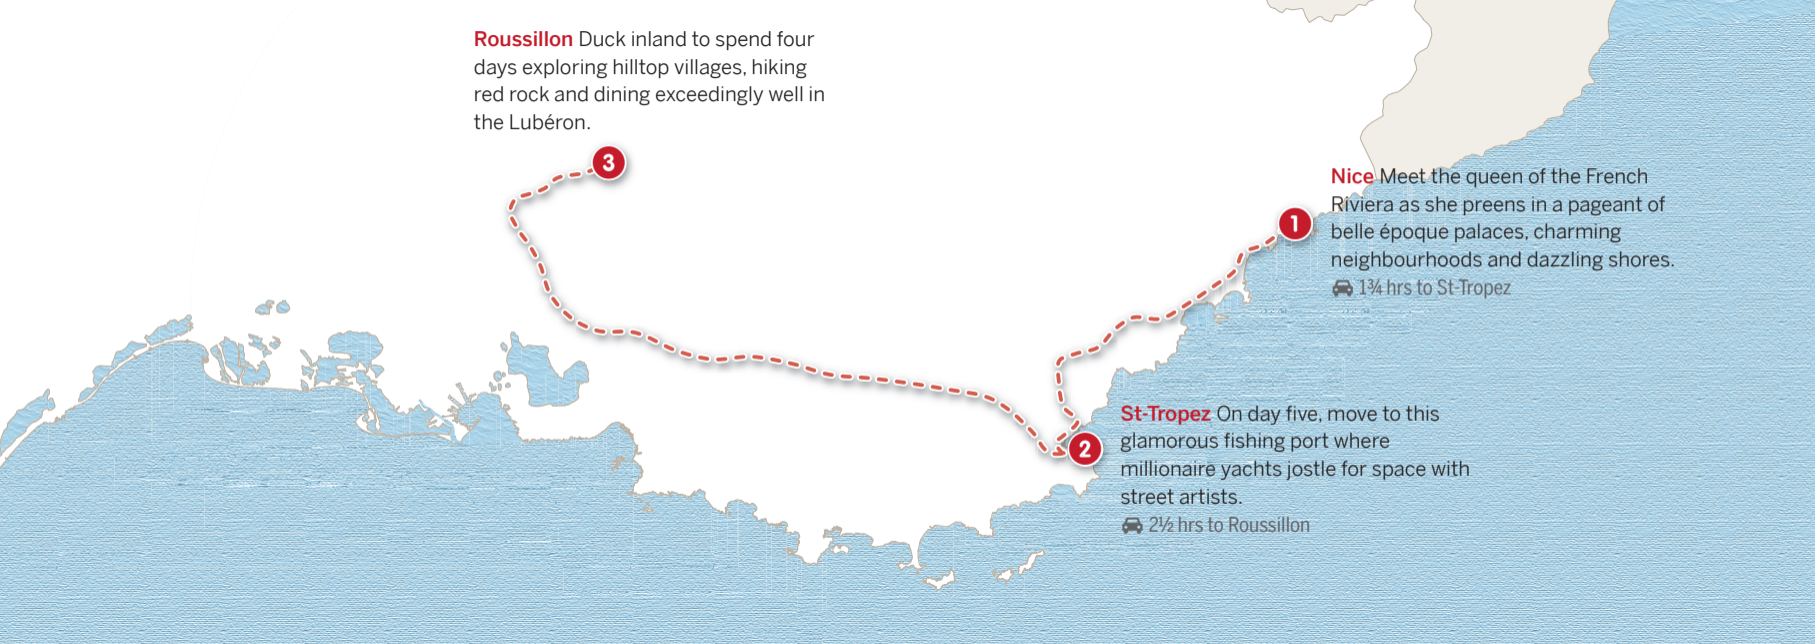 Roussillon Duck inland to spend four
days exploring hilltop villages, hiking
red rock and dining exceedingly well in
the Lubéron.
3
1
Nice Meet the queen of the French
Riviera as she preens in a pageant of
belle époque palaces, charming
neighbourhoods and dazzling shores.
1¾ hrs to St-Tropez
2
St-Tropez On day five, move to this
glamorous fishing port where
millionaire yachts jostle for space with
street artists.
2½ hrs to Roussillon